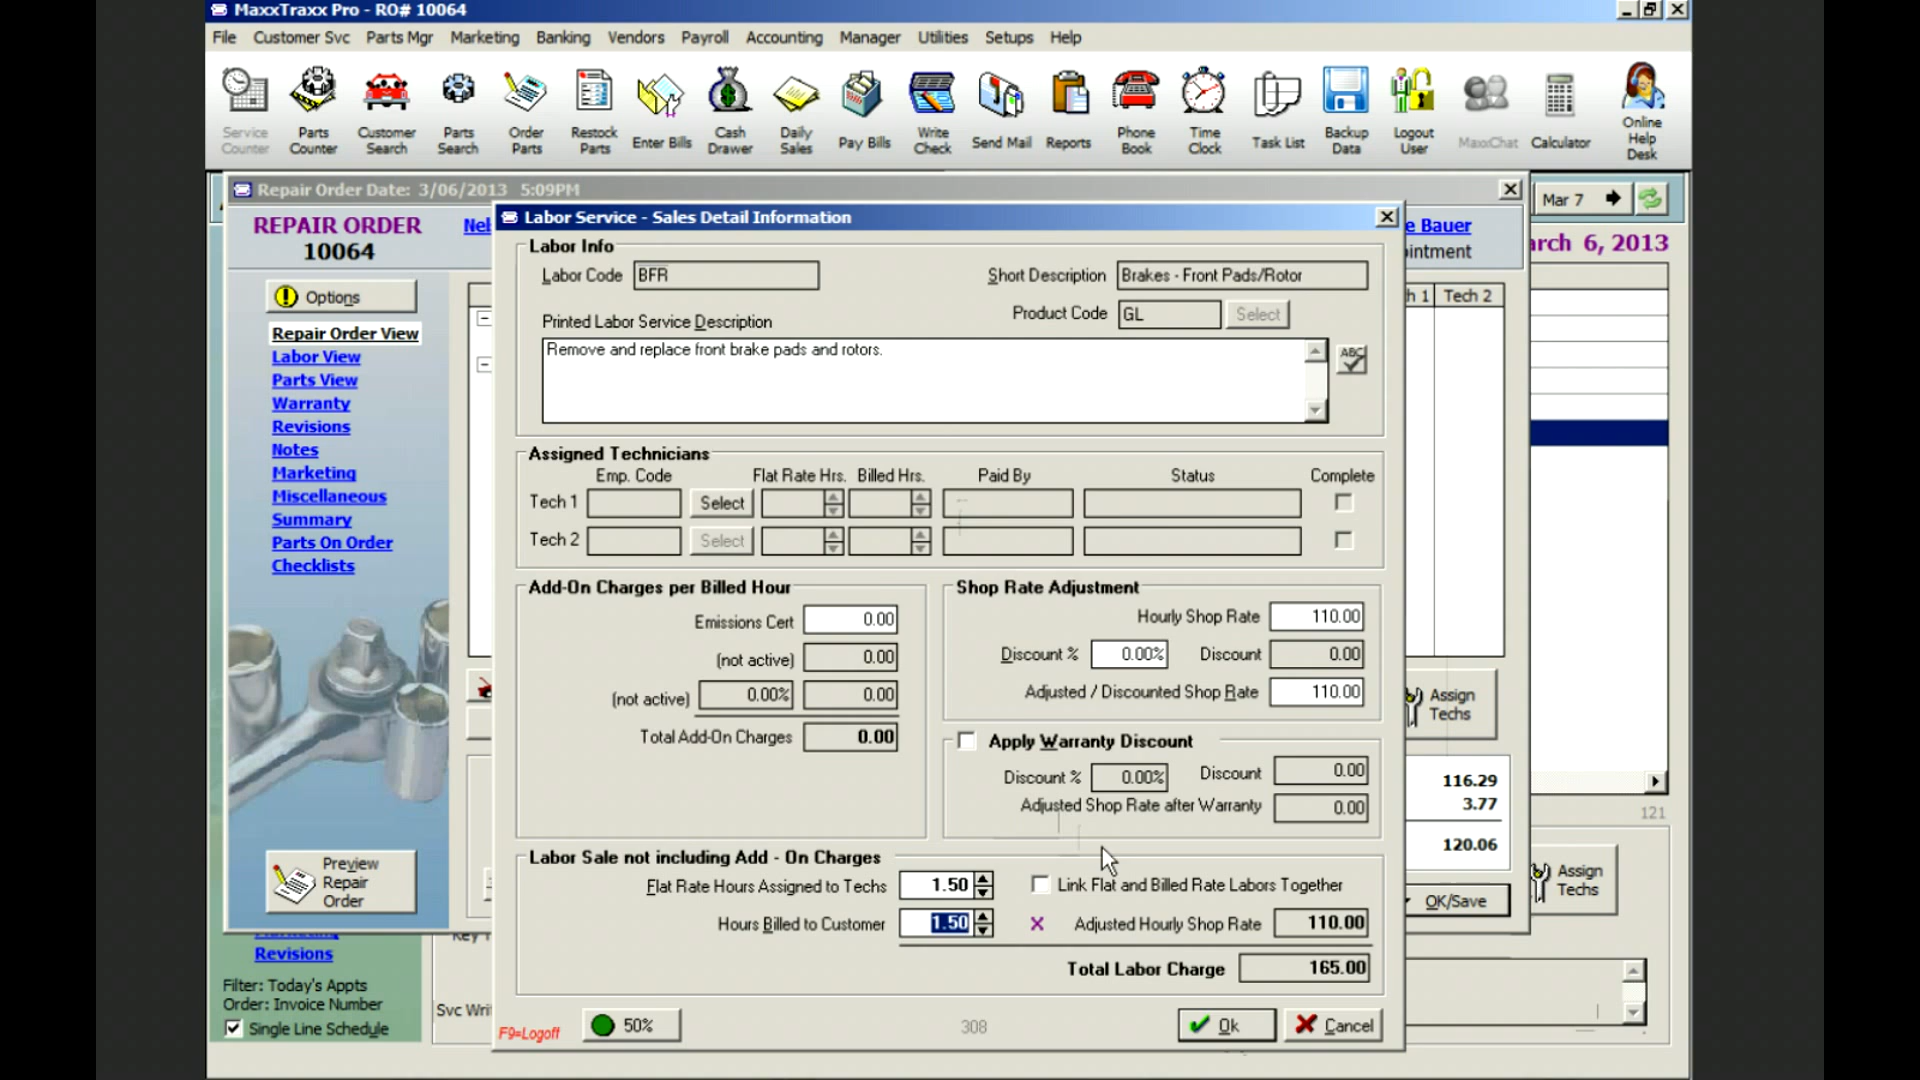 MaxxTraxx Pro - RO# 10064
File Customer Svc Parts Mgr Marketing Banking Vendors Payroll Accounting Manager Utilities Setups Help
Service Counter
Parts Counter
Customer Search
Parts Search
Order Parts
Restock Parts
Enter Bills
Cash Drawer
Daily Sales
Pay Bills
Write Check
Send Mail
Reports
Phone Book
Time Clock
Task List
Backup Data
Logout User
MaxxChat
Calculator
Online Help Desk
Repair Order Date: 3/06/2013 5:09PM
Mar 7
REPAIR ORDER
10064
Nel
e Bauer
ointment
arch 6, 2013
Options
Repair Order View
Labor View
Parts View
Warranty
Revisions
Notes
Marketing
Miscellaneous
Summary
Parts On Order
Checklists
Preview
Repair
Order
Revisions
Filter: Today's Appts
Order: Invoice Number
Single Line Schedule
Svc Writ
Labor Service - Sales Detail Information
Labor Info
Labor Code BFR Short Description Brakes - Front Pads/Rotor
Product Code GL Select
Printed Labor Service Description
Remove and replace front brake pads and rotors.
ABC
Assigned Technicians
Emp. Code Flat Rate Hrs. Billed Hrs. Paid By Status Complete
Tech 1 Select
Tech 2 Select
Add-On Charges per Billed Hour
Emissions Cert 0.00
(not active) 0.00
(not active) 0.00% 0.00
Total Add-On Charges 0.00
Shop Rate Adjustment
Hourly Shop Rate 110.00
Discount % 0.00% Discount 0.00
Adjusted / Discounted Shop Rate 110.00
Apply Warranty Discount
Discount % 0.00% Discount 0.00
Adjusted Shop Rate after Warranty 0.00
Labor Sale not including Add - On Charges
Flat Rate Hours Assigned to Techs 1.50 Link Flat and Billed Rate Labors Together
Hours Billed to Customer 1.50 X Adjusted Hourly Shop Rate 110.00
Total Labor Charge 165.00
F9=Logoff 50% 308 Ok Cancel
h 1 Tech 2
Assign
Techs
116.29
3.77
120.06
OK/Save
121
Assign
Techs